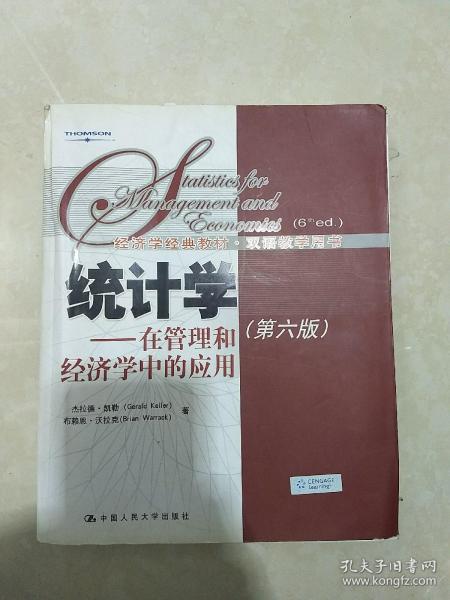 THOMSON
Statistics for
Management and
Economics (6th ed.)
经济学经典教材·双语教学用书
统计学
——在管理和
经济学中的应用
(第六版)
杰拉德·凯勒 (Gerald Keller)
布赖恩·沃拉克 (Brian Warrack)
著
CENGAGE
Learning
中国人民大学出版社
孔夫子旧书网
www.kongfz.com